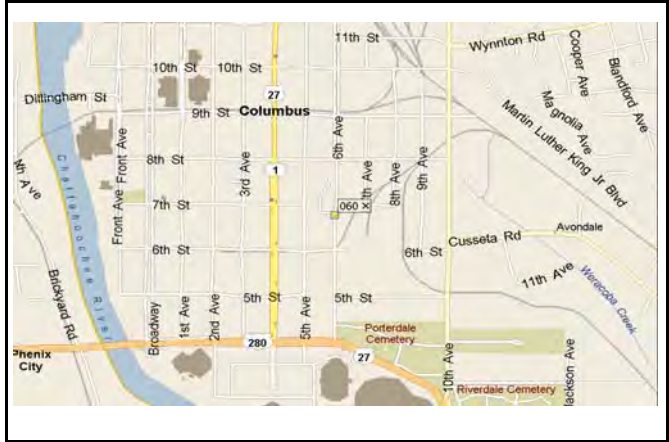 11th St
Wynnton Rd
Cooper Ave
Blandford Ave
10th St
10th St
27
Dillingham St
9th St
Columbus
Magnolia Ave
Martin Luther King Jr Blvd
Front Ave
6th Ave
8th St
3rd Ave
1
8th Ave
9th Ave
Chattahoochee River
Front Ave
7th St
060 ×
Avondale
6th St
6th St
Cusseta Rd
11th Ave
Weracoba Creek
Brickyard Rd
Broadway
1st Ave
2nd Ave
5th St
5th Ave
5th St
280
Porterdale
Cemetery
Phenix
City
27
10th Ave
Riverdale Cemetery
Jackson Ave